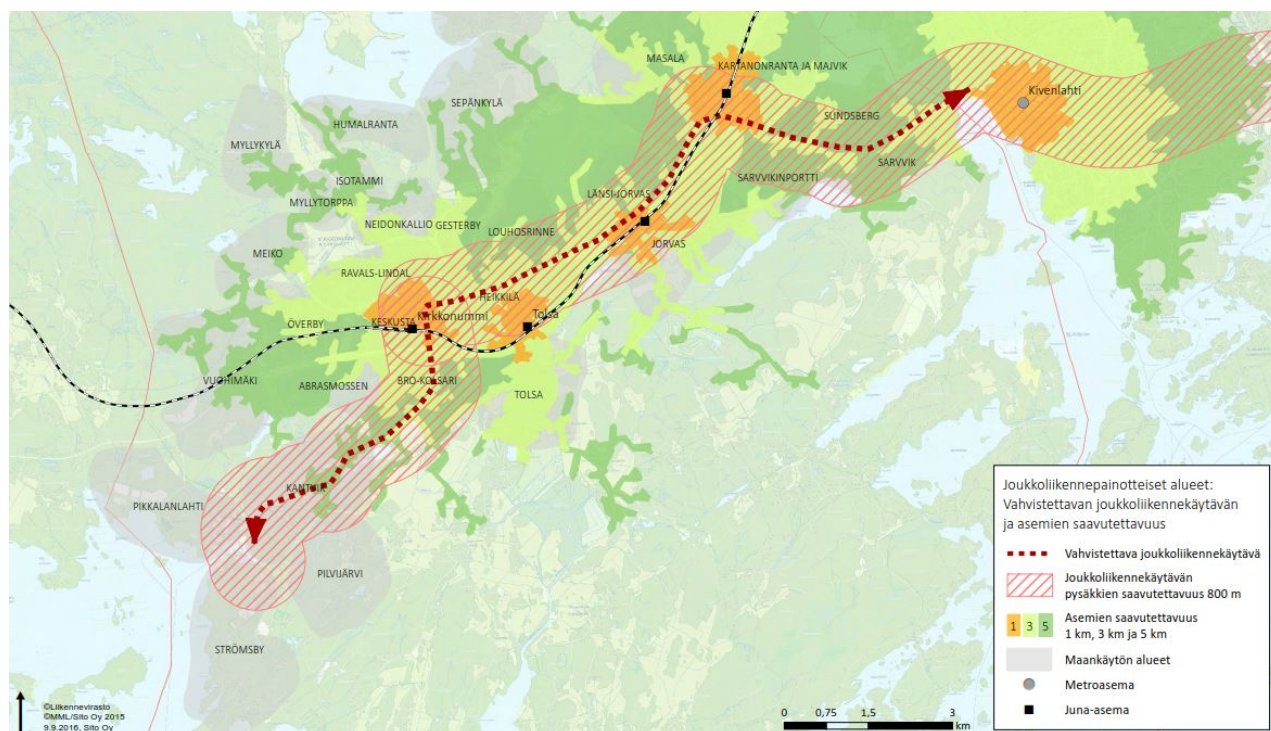 MASALA
KARTANONRANTA JA MAJVIK
Kivenlahti
SEPÄNKYLÄ
SUNDSBERG
HUMALRANTA
MYLLYKYLÄ
SARVVIK
ISOTAMMI
SARVVIKINPORTTI
MYLLYTORPPA
LÄNSI-JORVAS
NEIDONKALLIO GESTERBY
LOUHOSRINNE
JORVAS
MEIKO
RAVALS-LINDAL
HEIKKILÄ
KESKUSTA
Kirkkonummi
Tolsa
ÖVERBY
VUOHIMÄKI
ABRASMOSSEN
BRO-KOLSARI
TOLSA
KANTVIK
PIKKALANLAHTI
PILVIJÄRVI
STRÖMSBY
Joukkoliikennepainotteiset alueet:
Vahvistettavan joukkoliikennekäytävän
ja asemien saavutettavuus
Vahvistettava joukkoliikennekäytävä
Joukkoliikennekäytävän
pysäkkien saavutettavuus 800 m
1 3 5 Asemien saavutettavuus
1 km, 3 km ja 5 km
Maankäytön alueet
Metroasema
Juna-asema
©Liikennevirasto
©MML/Sito Oy 2015
9.9.2016, Sito Oy
0 0,75 1,5 3
km